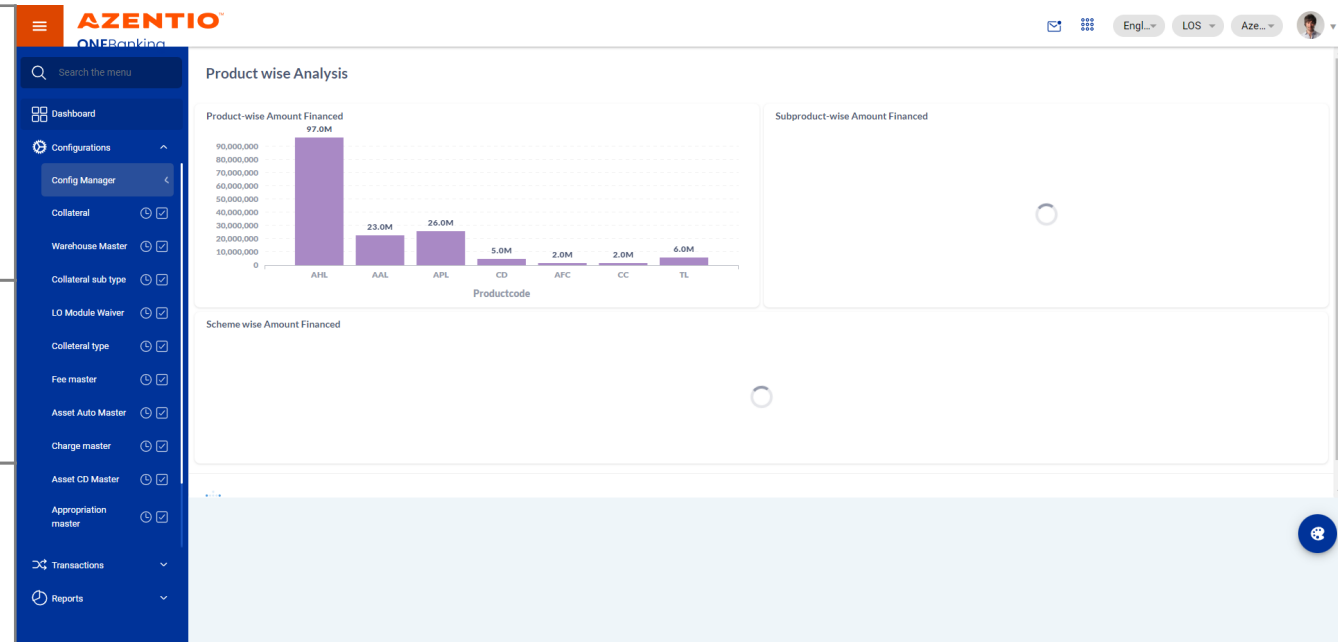 AZENTIO™
ONEBanking
Engl...
LOS
Aze...
Search the menu
Dashboard
Configurations
Config Manager
Collateral
Warehouse Master
Collateral sub type
LO Module Waiver
Colleteral type
Fee master
Asset Auto Master
Charge master
Asset CD Master
Appropriation
master
Transactions
Reports
Product wise Analysis
Product-wise Amount Financed
97.0M
90,000,000
80,000,000
70,000,000
60,000,000
50,000,000
40,000,000
30,000,000
20,000,000
10,000,000
0
23.0M
26.0M
5.0M
2.0M
2.0M
6.0M
AHL
AAL
APL
CD
AFC
CC
TL
Productcode
Subproduct-wise Amount Financed
Scheme wise Amount Financed